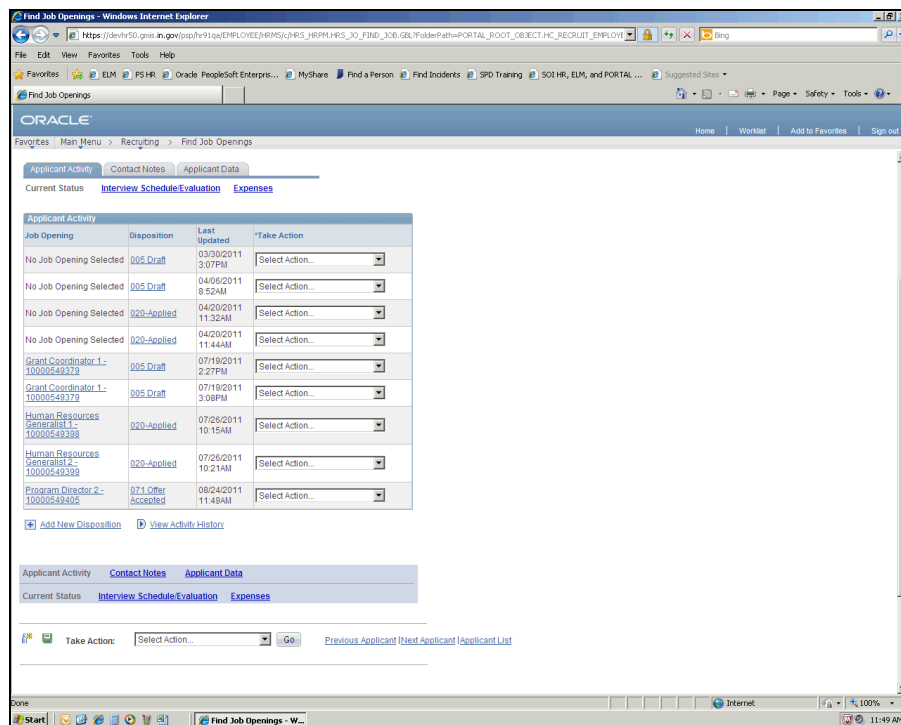 Find Job Openings - Windows Internet Explorer
https://devhr50.gmis.in.gov/psp/hr91qa/EMPLOYEE/HRMS/c/HRS_HRPM.HRS_JO_FIND_JOB.GBL?FolderPath=PORTAL_ROOT_OBJECT.HC_RECRUIT_EMPLOYE
Bing
File Edit View Favorites Tools Help
Favorites ELM PS HR Oracle PeopleSoft Enterpris... MyShare Find a Person Find Incidents SPD Training SOI HR, ELM, and PORTAL ... Suggested Sites
Find Job Openings
Page Safety Tools
ORACLE
Home | Worklist | Add to Favorites | Sign out
Favorites | Main Menu > Recruiting > Find Job Openings
Applicant Activity Contact Notes Applicant Data
Current Status Interview Schedule/Evaluation Expenses
Applicant Activity
Job Opening Disposition Last Updated *Take Action
No Job Opening Selected 005 Draft 03/30/2011 3:07PM Select Action...
No Job Opening Selected 005 Draft 04/06/2011 8:52AM Select Action...
No Job Opening Selected 020-Applied 04/20/2011 11:32AM Select Action...
No Job Opening Selected 020-Applied 04/20/2011 11:44AM Select Action...
Grant Coordinator 1 - 10000549379 005 Draft 07/19/2011 2:27PM Select Action...
Grant Coordinator 1 - 10000549379 005 Draft 07/19/2011 3:08PM Select Action...
Human Resources Generalist 1 - 10000549398 020-Applied 07/26/2011 10:15AM Select Action...
Human Resources Generalist 2 - 10000549399 020-Applied 07/26/2011 10:21AM Select Action...
Program Director 2 - 10000549405 071 Offer Accepted 08/24/2011 11:49AM Select Action...
Add New Disposition View Activity History
Applicant Activity Contact Notes Applicant Data
Current Status Interview Schedule/Evaluation Expenses
Take Action: Select Action... Go Previous Applicant |Next Applicant |Applicant List
Done Internet 100%
Start Find Job Openings - W... 11:49 AM